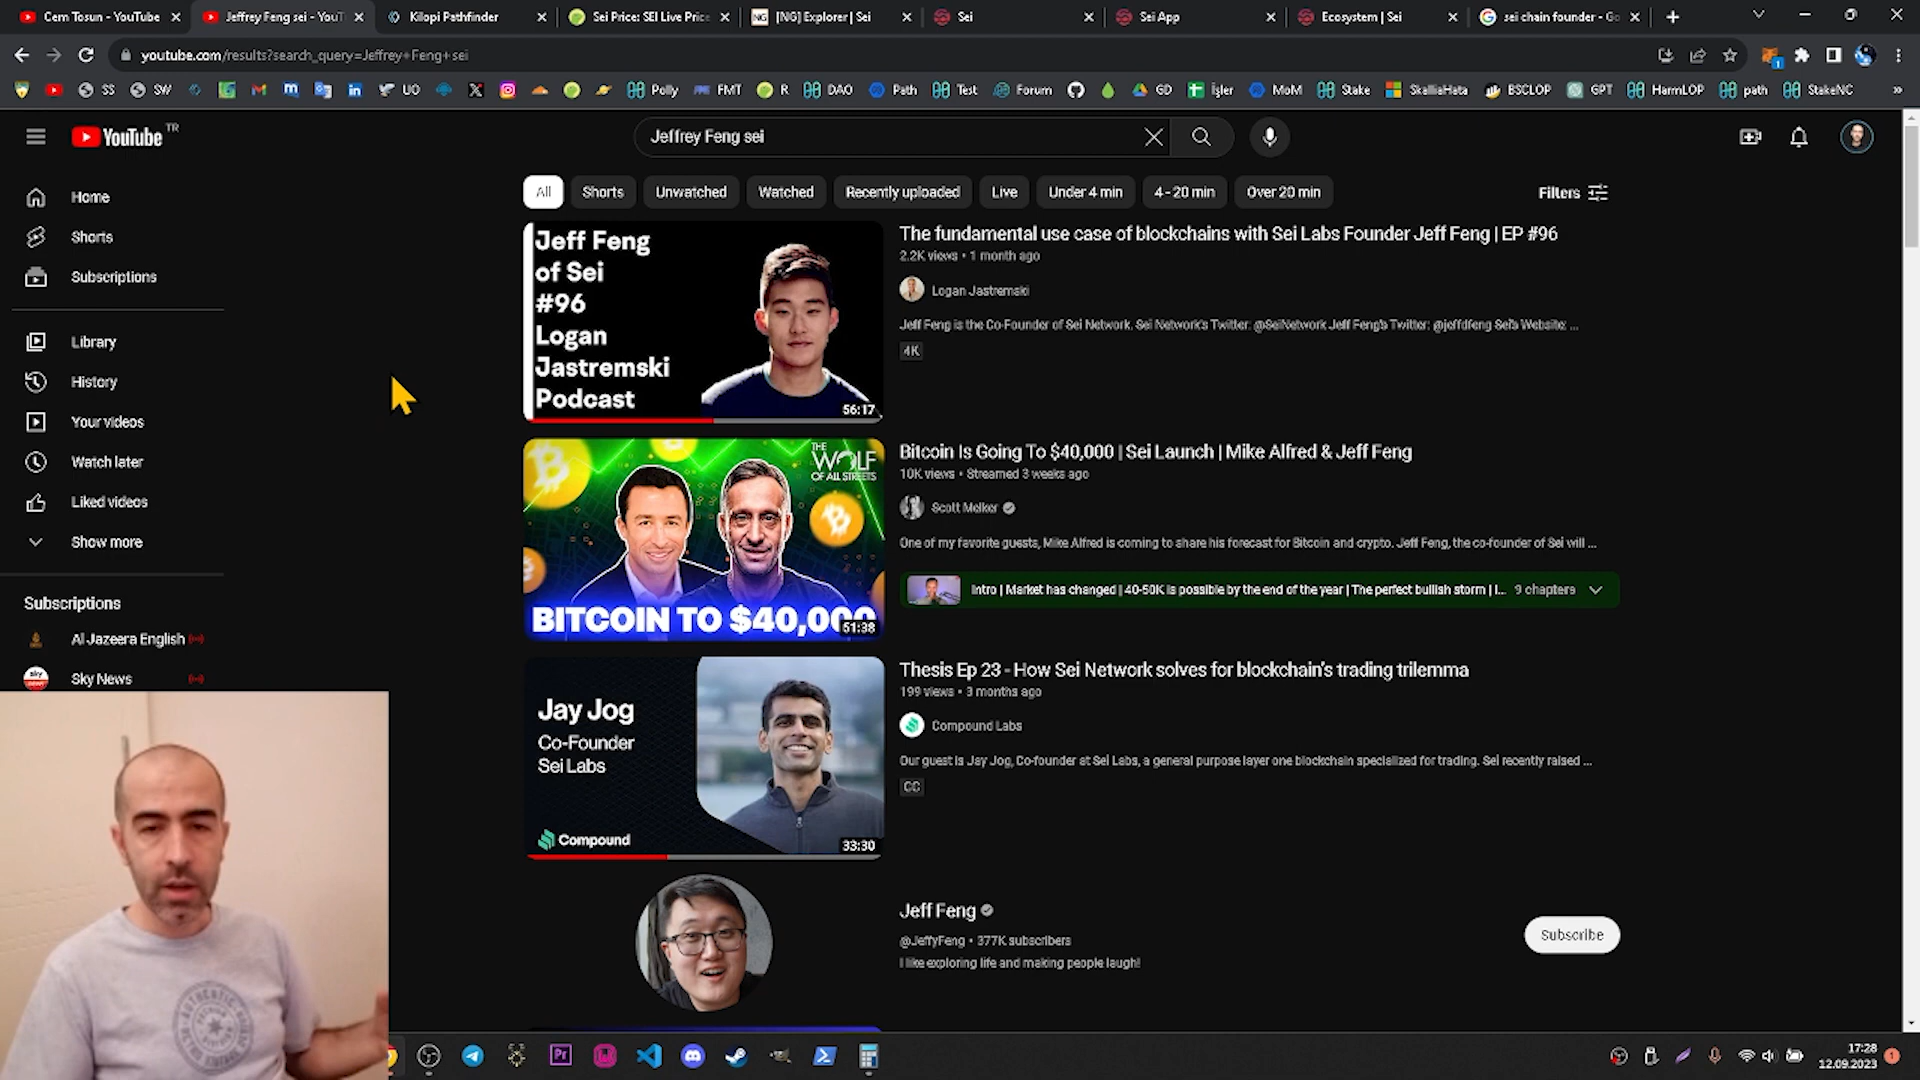 Cem Tosun - YouTube
Jeffrey Feng sei - YouT
Kilopi Pathfinder
Sei Price: SEI Live Price
[NG] Explorer | Sei
Sei
Sei App
Ecosystem | Sei
sei chain founder - Go
youtube.com/results?search_query=Jeffrey+Feng+sei
SS
SW
UO
Polly
FMT
R
DAO
Path
Test
Forum
GD
İşler
MoM
Stake
SkalliaHata
BSCLOP
GPT
HarmLOP
path
StakeNC
YouTube TR
Jeffrey Feng sei
All
Shorts
Unwatched
Watched
Recently uploaded
Live
Under 4 min
4 - 20 min
Over 20 min
Filters
Home
Shorts
Subscriptions
Library
History
Your videos
Watch later
Liked videos
Show more
Subscriptions
Al Jazeera English
Sky News
Jeff Feng
of Sei
#96
Logan
Jastremski
Podcast
56:17
The fundamental use case of blockchains with Sei Labs Founder Jeff Feng | EP #96
2.2K views • 1 month ago
Logan Jastremski
Jeff Feng is the Co-Founder of Sei Network. Sei Network's Twitter: @SeiNetwork Jeff Feng's Twitter: @jeffdfeng Sei's Website: ...
4K
THE
WOLF
OF ALL STREETS
BITCOIN TO $40,000
51:38
Bitcoin Is Going To $40,000 | Sei Launch | Mike Alfred & Jeff Feng
10K views • Streamed 3 weeks ago
Scott Melker
One of my favorite guests, Mike Alfred is coming to share his forecast for Bitcoin and crypto. Jeff Feng, the co-founder of Sei will ...
Intro | Market has changed | 40-50K is possible by the end of the year | The perfect bullish storm | I... 9 chapters
Jay Jog
Co-Founder
Sei Labs
Compound
33:30
Thesis Ep 23 - How Sei Network solves for blockchain's trading trilemma
199 views • 3 months ago
Compound Labs
Our guest is Jay Jog, Co-founder at Sei Labs, a general purpose layer one blockchain specialized for trading. Sei recently raised ...
CC
Jeff Feng
@JeffyFeng • 377K subscribers
I like exploring life and making people laugh!
Subscribe
17:28
12.09.2023